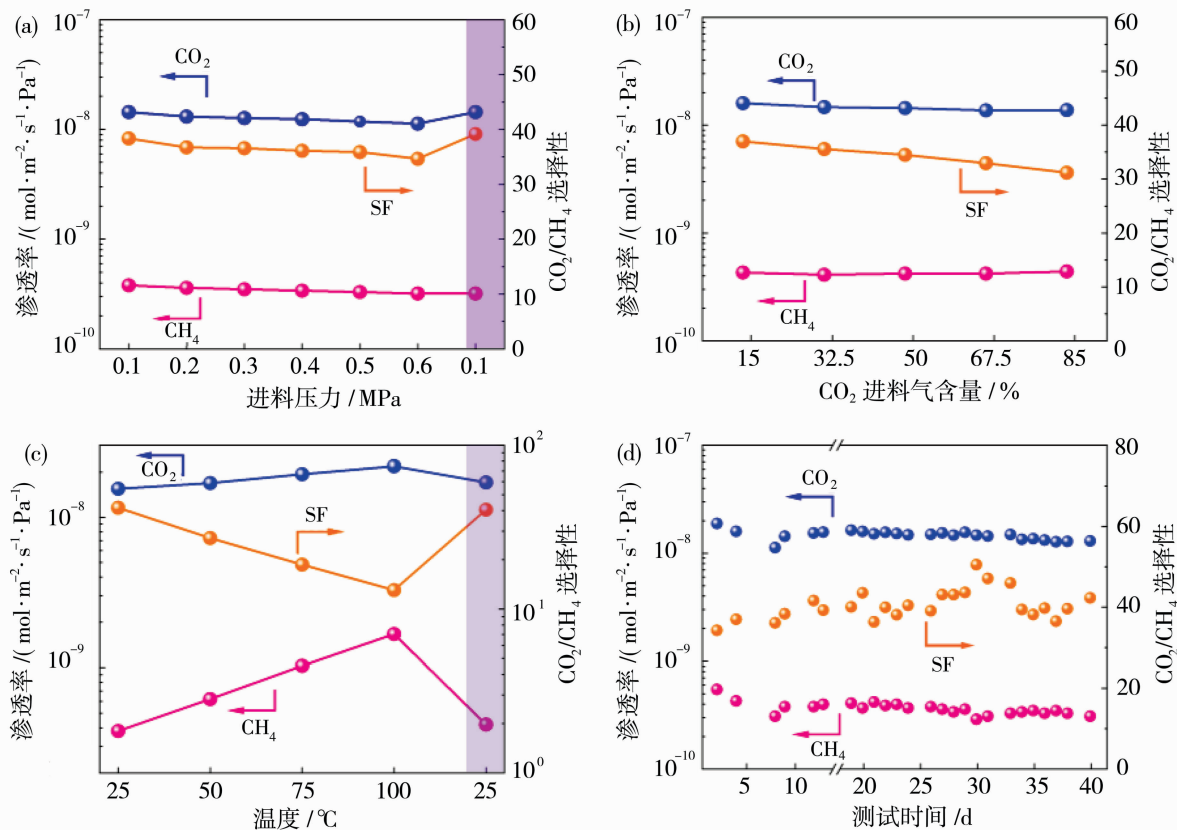 (a)
渗透率 /( mol·m⁻²·s⁻¹·Pa⁻¹)
10⁻⁷
10⁻⁸
10⁻⁹
10⁻¹⁰
CO₂
SF
CH₄
60
50
40
30
20
10
0
CO₂/CH₄ 选择性
0.1 0.2 0.3 0.4 0.5 0.6 0.1
进料压力 / MPa
(b)
渗透率 /( mol·m⁻²·s⁻¹·Pa⁻¹)
10⁻⁷
10⁻⁸
10⁻⁹
10⁻¹⁰
CO₂
SF
CH₄
60
50
40
30
20
10
0
CO₂/CH₄ 选择性
15 32.5 50 67.5 85
CO₂ 进料气含量 / %
(c)
渗透率 /( mol·m⁻²·s⁻¹·Pa⁻¹)
10⁻⁸
10⁻⁹
CO₂
SF
CH₄
10²
10¹
10⁰
CO₂/CH₄ 选择性
25 50 75 100 25
温度 / ℃
(d)
渗透率 /( mol·m⁻²·s⁻¹·Pa⁻¹)
10⁻⁷
10⁻⁸
10⁻⁹
10⁻¹⁰
CO₂
SF
CH₄
80
60
40
20
0
CO₂/CH₄ 选择性
5 10 20 25 30 35 40
测试时间 /d